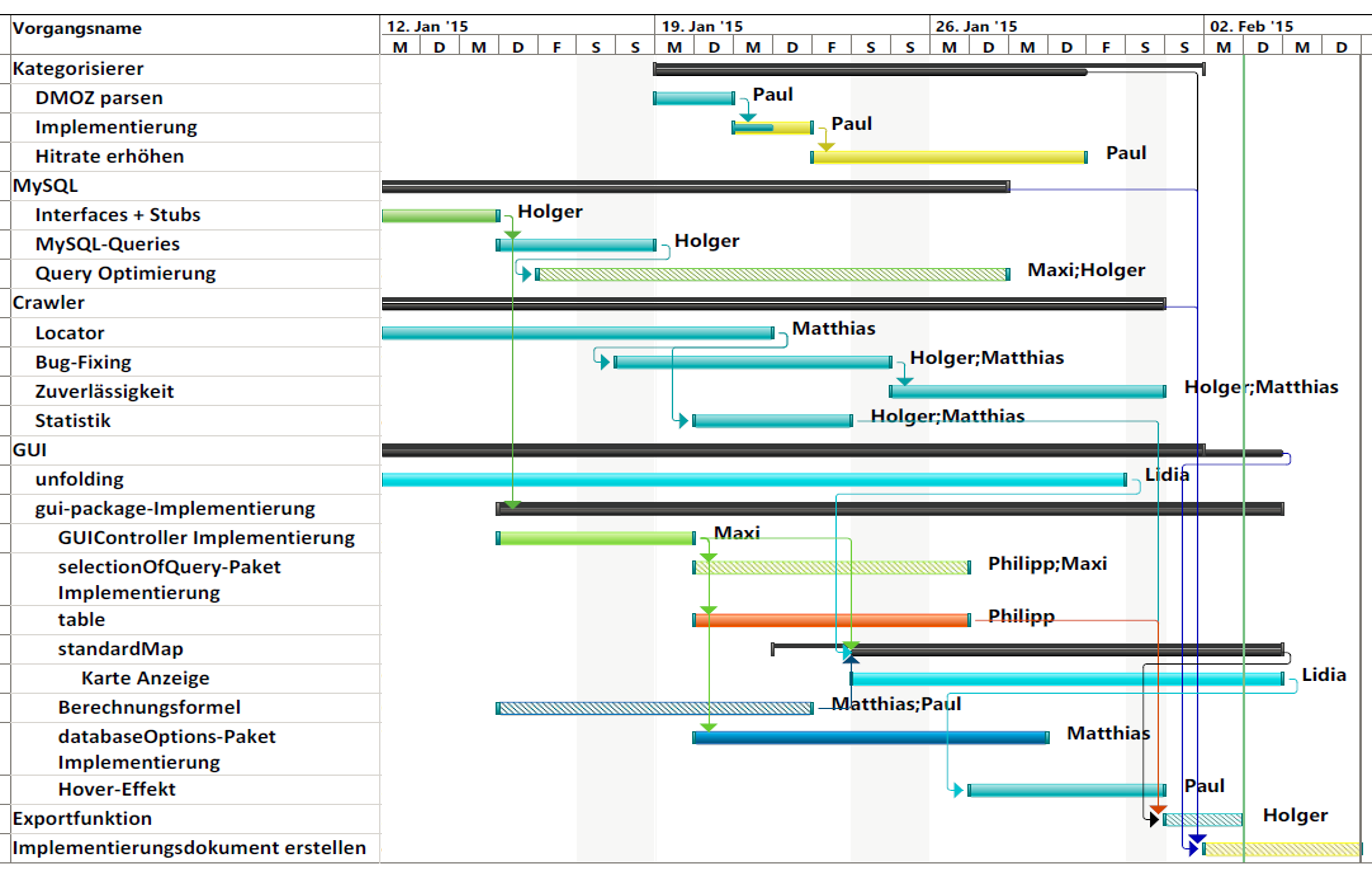 Vorgangsname
12. Jan '15 19. Jan '15 26. Jan '15 02. Feb '15
M D M D F S S M D M D F S S M D M D F S S M D M D
Kategorisierer
DMOZ parsen Paul
Implementierung Paul
Hitrate erhöhen Paul
MySQL
Interfaces + Stubs Holger
MySQL-Queries Holger
Query Optimierung Maxi;Holger
Crawler
Locator Matthias
Bug-Fixing Holger;Matthias
Zuverlässigkeit Holger;Matthias
Statistik Holger;Matthias
GUI
unfolding Lidia
gui-package-Implementierung
GUIController Implementierung Maxi
selectionOfQuery-Paket Philipp;Maxi
Implementierung
table Philipp
standardMap
Karte Anzeige Lidia
Berechnungsformel Matthias;Paul
databaseOptions-Paket Matthias
Implementierung
Hover-Effekt Paul
Exportfunktion Holger
Implementierungsdokument erstellen